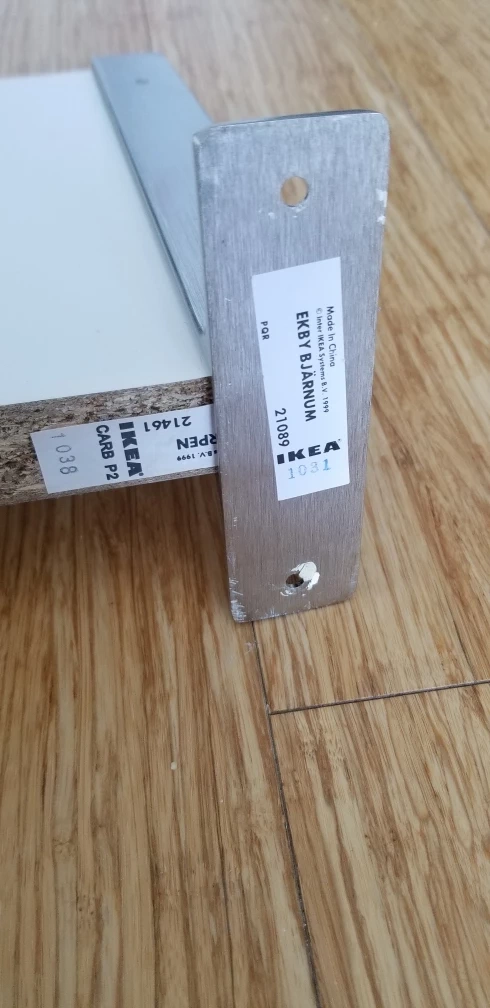 Made in China
© Inter IKEA Systems B.V. 1999
EKBY BJÄRNUM
PQR
21089
IKEA®
1031
B.V. 1999
RPEN
21461
IKEA®
CARB P2
1038